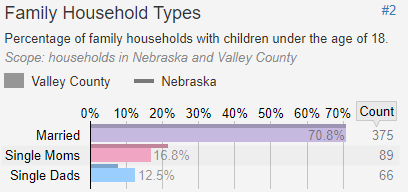 Family Household Types #2
Percentage of family households with children under the age of 18.
Scope: households in Nebraska and Valley County
Valley County Nebraska
0% 10% 20% 30% 40% 50% 60% 70% Count
Married 70.8% 375
Single Moms 16.8% 89
Single Dads 12.5% 66